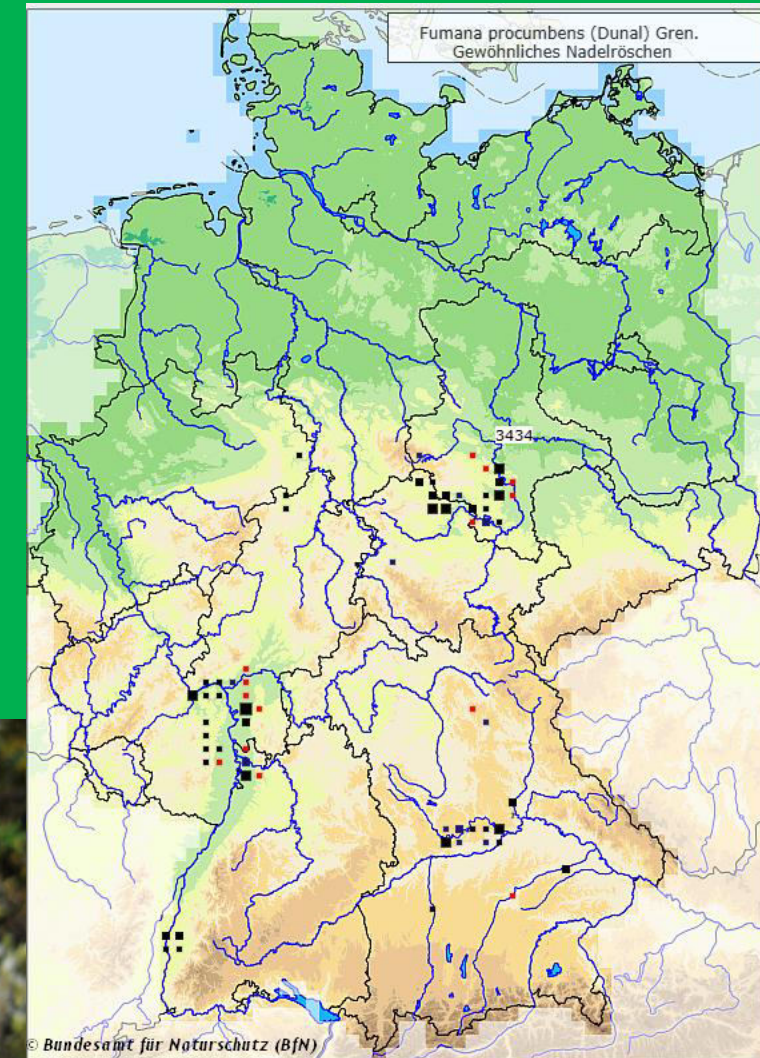 Fumana procumbens (Dunal) Gren.
Gewöhnliches Nadelröschen
3434
© Bundesamt für Naturschutz (BfN)